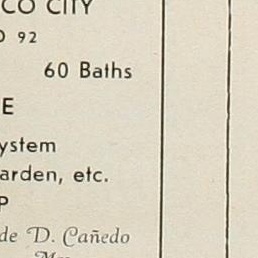 CO CITY
O 92
60 Baths
E
ystem
arden, etc.
P
de D. Cañedo